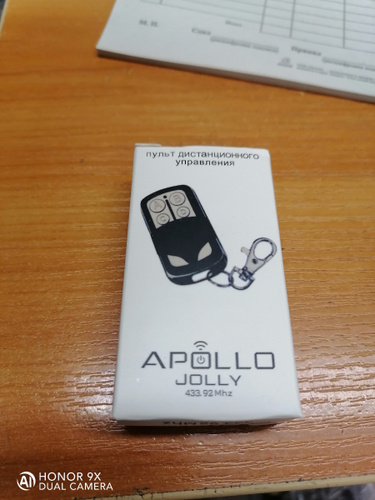 М.П.
пульт дистанционного
управления
APOLLO
JOLLY
433.92Mhz
HONOR 9X
DUAL CAMERA